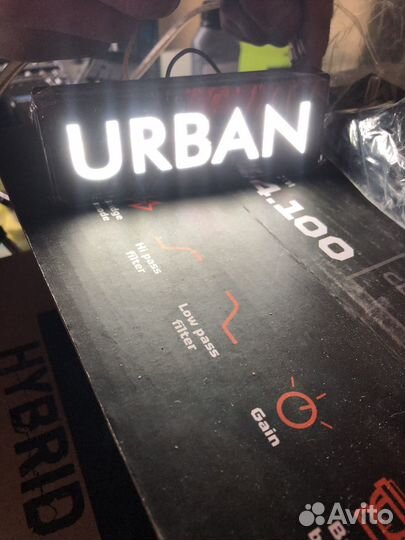 URBAN
4.100
Hi pass
filter
Low pass
filter
Gain
HYBRID
Avito